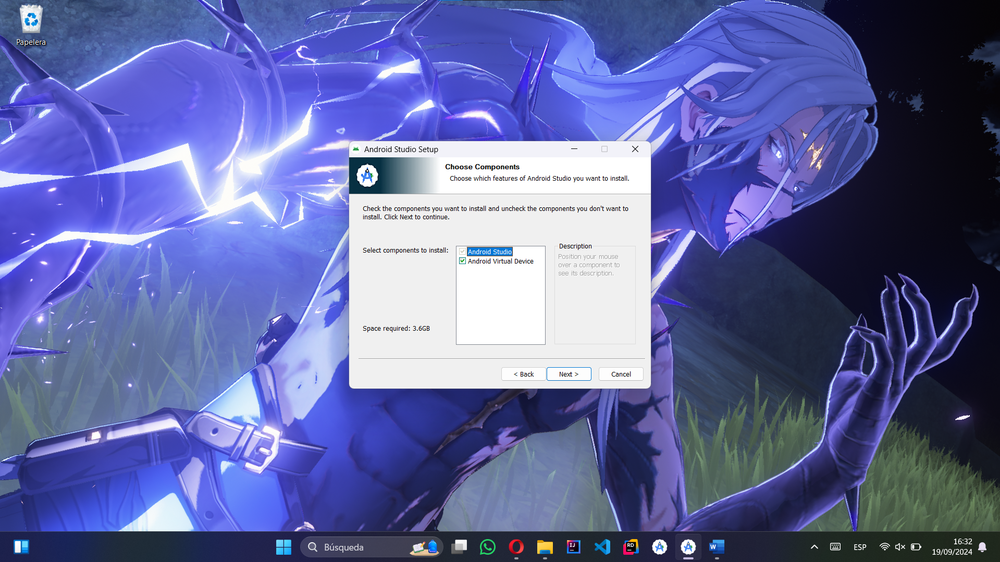 Papelera
Android Studio Setup
Choose Components
Choose which features of Android Studio you want to install.
Check the components you want to install and uncheck the components you don't want to
install. Click Next to continue.
Select components to install:
Android Studio
Android Virtual Device
Description
Position your mouse
over a component to
see its description.
Space required: 3.6GB
< Back
Next >
Cancel
Búsqueda
IJ
RD
W
ESP
16:32
19/09/2024